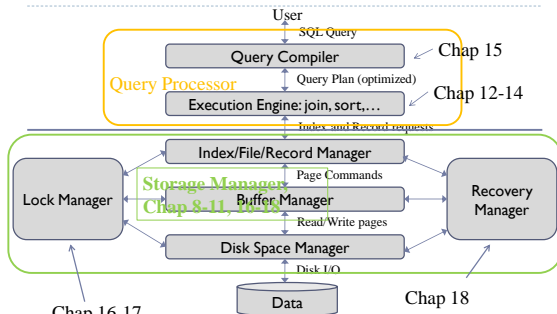 User
SQL Query
Query Compiler
Chap 15
Query Processor
Query Plan (optimized)
Chap 12-14
Execution Engine: join, sort,…
Index and Record requests
Index/File/Record Manager
Page Commands
Storage Manager,
Chap 8-11, 16-18
Lock Manager
Buffer Manager
Recovery
Manager
Read/Write pages
Disk Space Manager
Disk I/O
Data
Chap 16-17
Chap 18